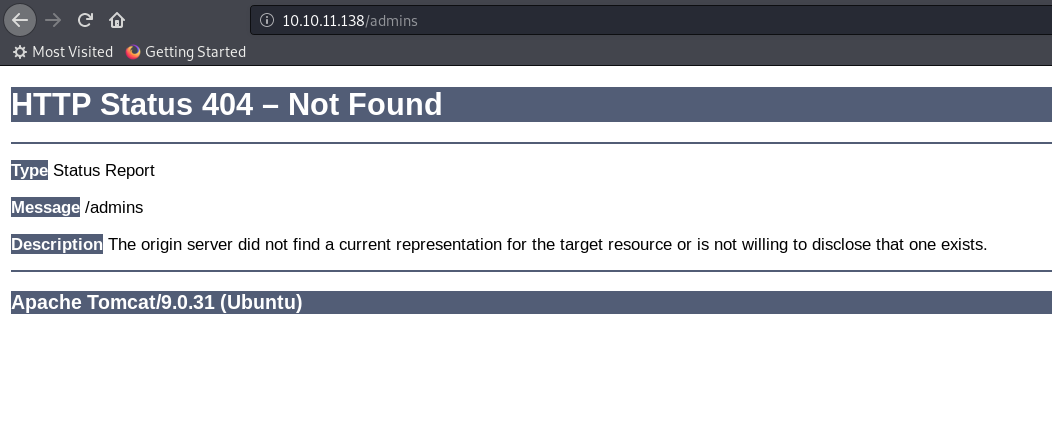 10.10.11.138/admins
Most Visited Getting Started
HTTP Status 404 – Not Found
Type Status Report
Message /admins
Description The origin server did not find a current representation for the target resource or is not willing to disclose that one exists.
Apache Tomcat/9.0.31 (Ubuntu)